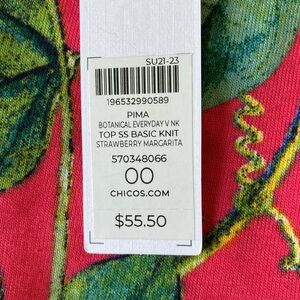 SU21-23
196532990589
PIMA
BOTANICAL EVERYDAY V NK
TOP SS BASIC KNIT
STRAWBERRY MARGARITA
570348066
00
CHICOS.COM
$55.50